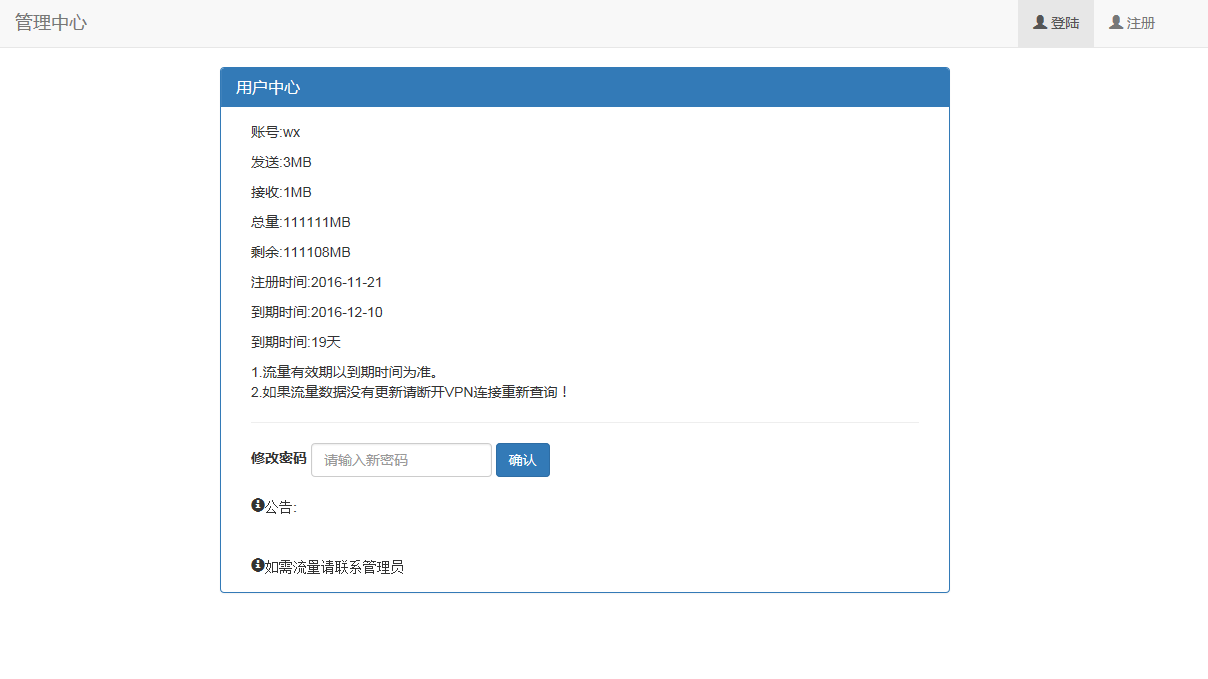 管理中心
登陆
注册
用户中心
账号:wx
发送:3MB
接收:1MB
总量:111111MB
剩余:111108MB
注册时间:2016-11-21
到期时间:2016-12-10
到期时间:19天
1.流量有效期以到期时间为准。
2.如果流量数据没有更新请断开VPN连接重新查询！
修改密码 请输入新密码 确认
公告:
如需流量请联系管理员